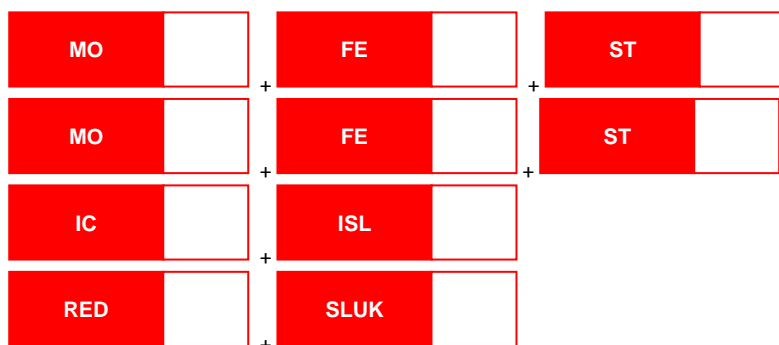 MO + FE + ST
MO + FE + ST
IC + ISL
RED + SLUK